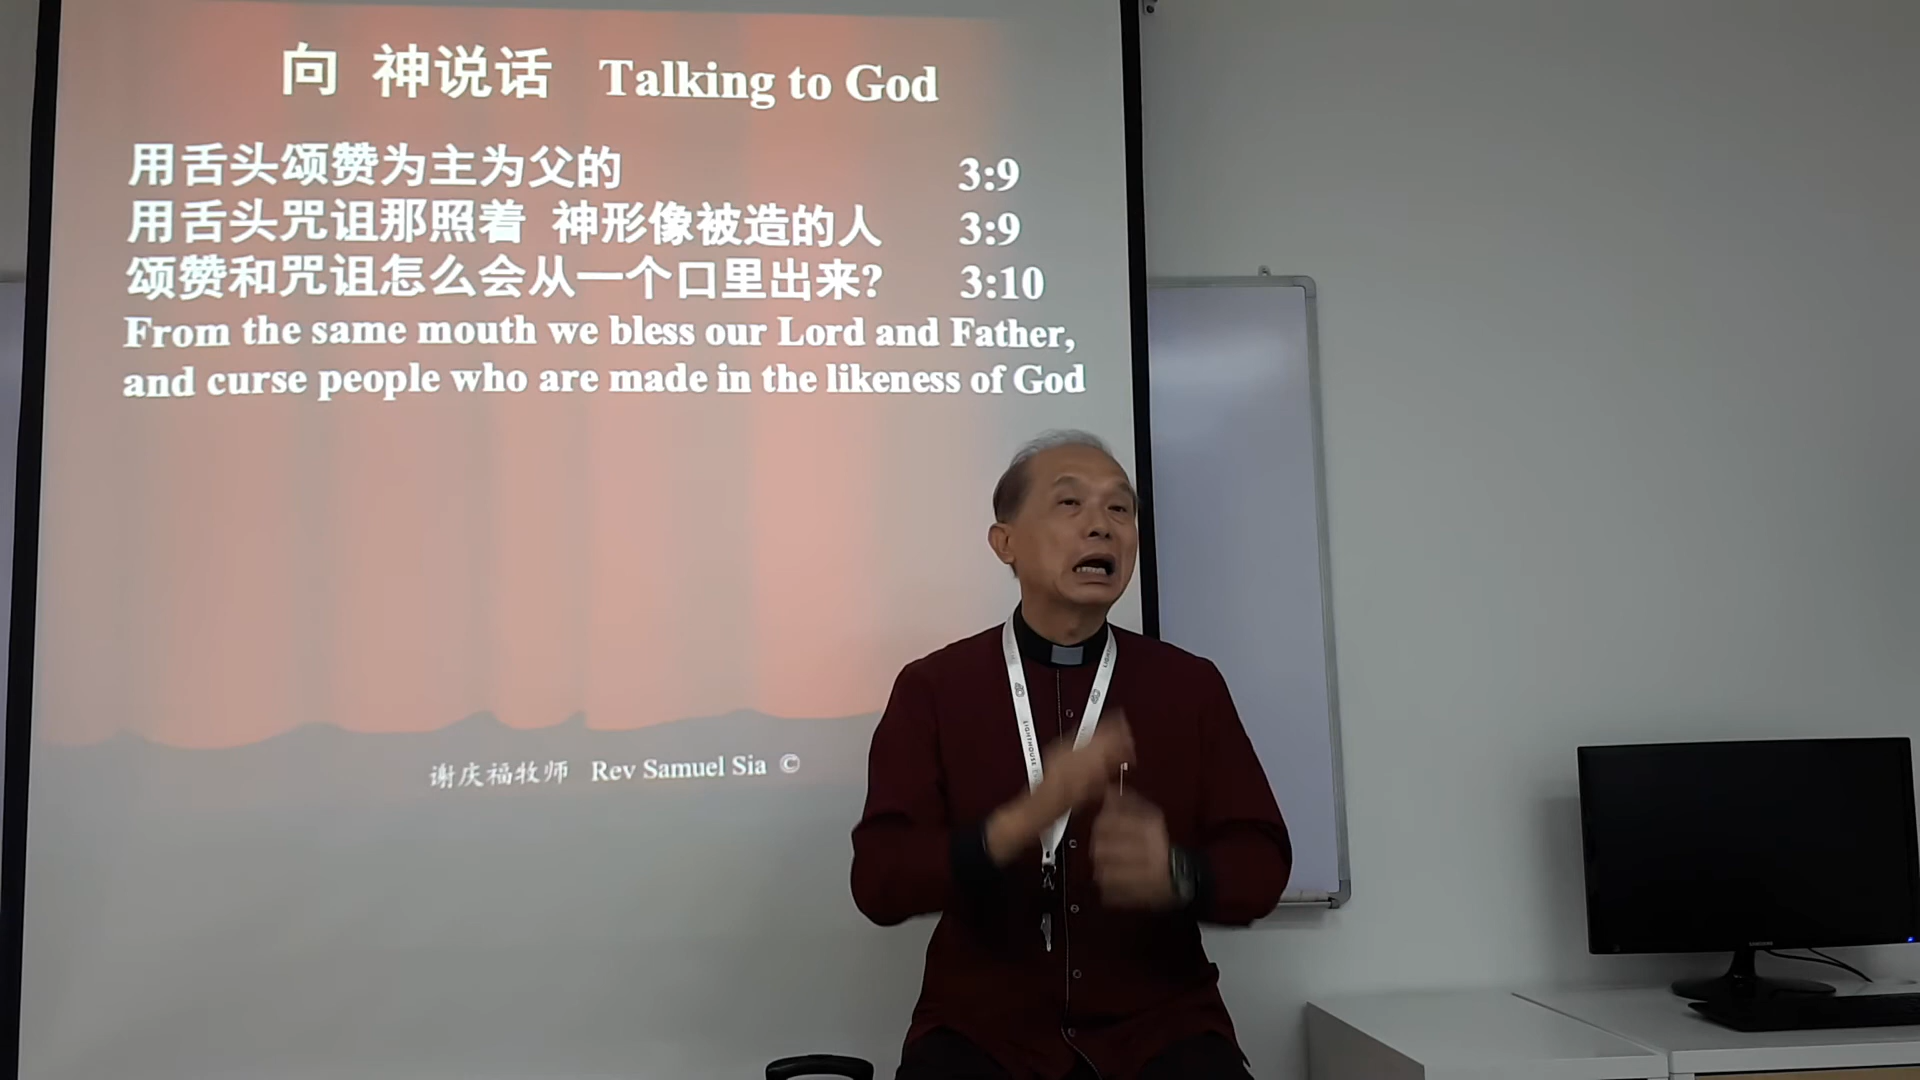 向 神说话 Talking to God
用舌头颂赞为主为父的 3:9
用舌头咒诅那照着 神形像被造的人 3:9
颂赞和咒诅怎么会从一个口里出来? 3:10
From the same mouth we bless our Lord and Father,
and curse people who are made in the likeness of God
谢庆福牧师 Rev Samuel Sia ©
LIGHTHOUSE
SAMSUNG